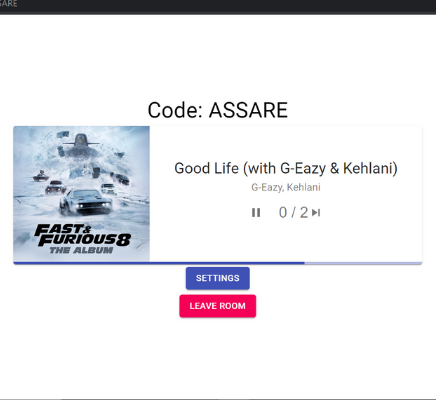 SARE
Code: ASSARE
Good Life (with G-Eazy & Kehlani)
G-Eazy, Kehlani
0 / 2
FAST &
FURIOUS 8
THE ALBUM
SETTINGS
LEAVE ROOM